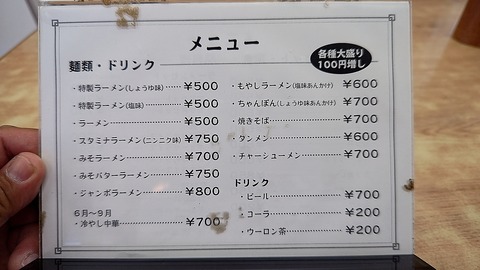 メニュー
各種大盛り
100円増し
麺類・ドリンク
・特製ラーメン(しょうゆ味)……¥500
・特製ラーメン(塩味)……¥500
・ラーメン……¥500
・スタミナラーメン(ニンニク味)……¥750
・みそラーメン……¥700
・みそバターラーメン……¥750
・ジャンボラーメン……¥800
6月～9月
・冷やし中華……¥700
・もやしラーメン(塩味あんかけ)…¥600
・ちゃんぽん(しょうゆ味あんかけ)…¥700
・焼きそば……¥700
・タンメン……¥600
・チャーシューメン……¥700
ドリンク
・ビール……¥700
・コーラ……¥200
・ウーロン茶……¥200